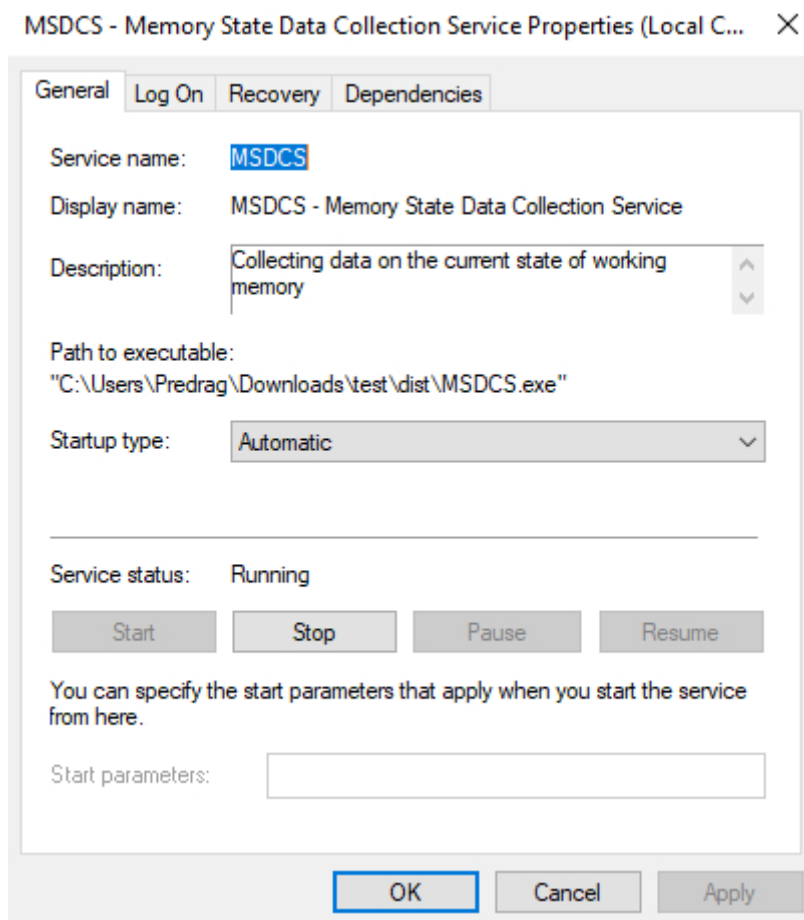 MSDCS - Memory State Data Collection Service Properties (Local C...
General Log On Recovery Dependencies
Service name: MSDCS
Display name: MSDCS - Memory State Data Collection Service
Description: Collecting data on the current state of working
memory
Path to executable:
"C:\Users\Predrag\Downloads\test\dist\MSDCS.exe"
Startup type: Automatic
Service status: Running
Start Stop Pause Resume
You can specify the start parameters that apply when you start the service
from here.
Start parameters:
OK Cancel Apply